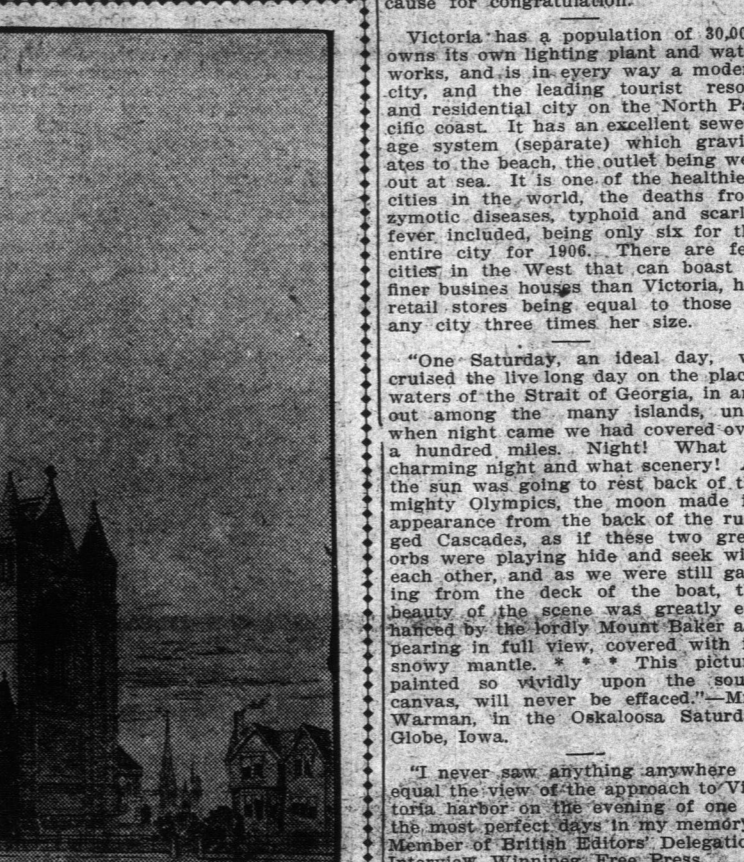 cause for congratulation.
Victoria has a population of 30,00
owns its own lighting plant and wat
works, and is in every way a moder
city, and the leading tourist reso
and residential city on the North Pa
cific coast. It has an excellent sewe
age system (separate) which gravi
ates to the beach, the outlet being we
out at sea. It is one of the healthie
cities in the world, the deaths fro
zymotic diseases, typhoid and scarl
fever included, being only six for th
entire city for 1906. There are fe
cities in the West that can boast
finer busines houses than Victoria, h
retail stores being equal to those
any city three times her size.
"One Saturday, an ideal day, w
cruised the live long day on the plac
waters of the Strait of Georgia, in an
out among the many islands, un
when night came we had covered ov
a hundred miles. Night! What
charming night and what scenery! A
the sun was going to rest back of t
mighty Olympics, the moon made i
appearance from the back of the ru
ged Cascades, as if these two gre
orbs were playing hide and seek wi
each other, and as we were still ga
ing from the deck of the boat, t
beauty of the scene was greatly e
hanced by the lordly Mount Baker a
pearing in full view, covered with i
snowy mantle. * * * This pictur
painted so vividly upon the sou
canvas, will never be effaced."—M
Warman, in the Oskaloosa Saturd
Globe, Iowa.
"I never saw anything anywhere
equal the view of the approach to Vi
toria harbor on the evening of one
the most perfect days in my memory
Member of British Editors' Delegatio
Interview, Winnipeg Free Press.